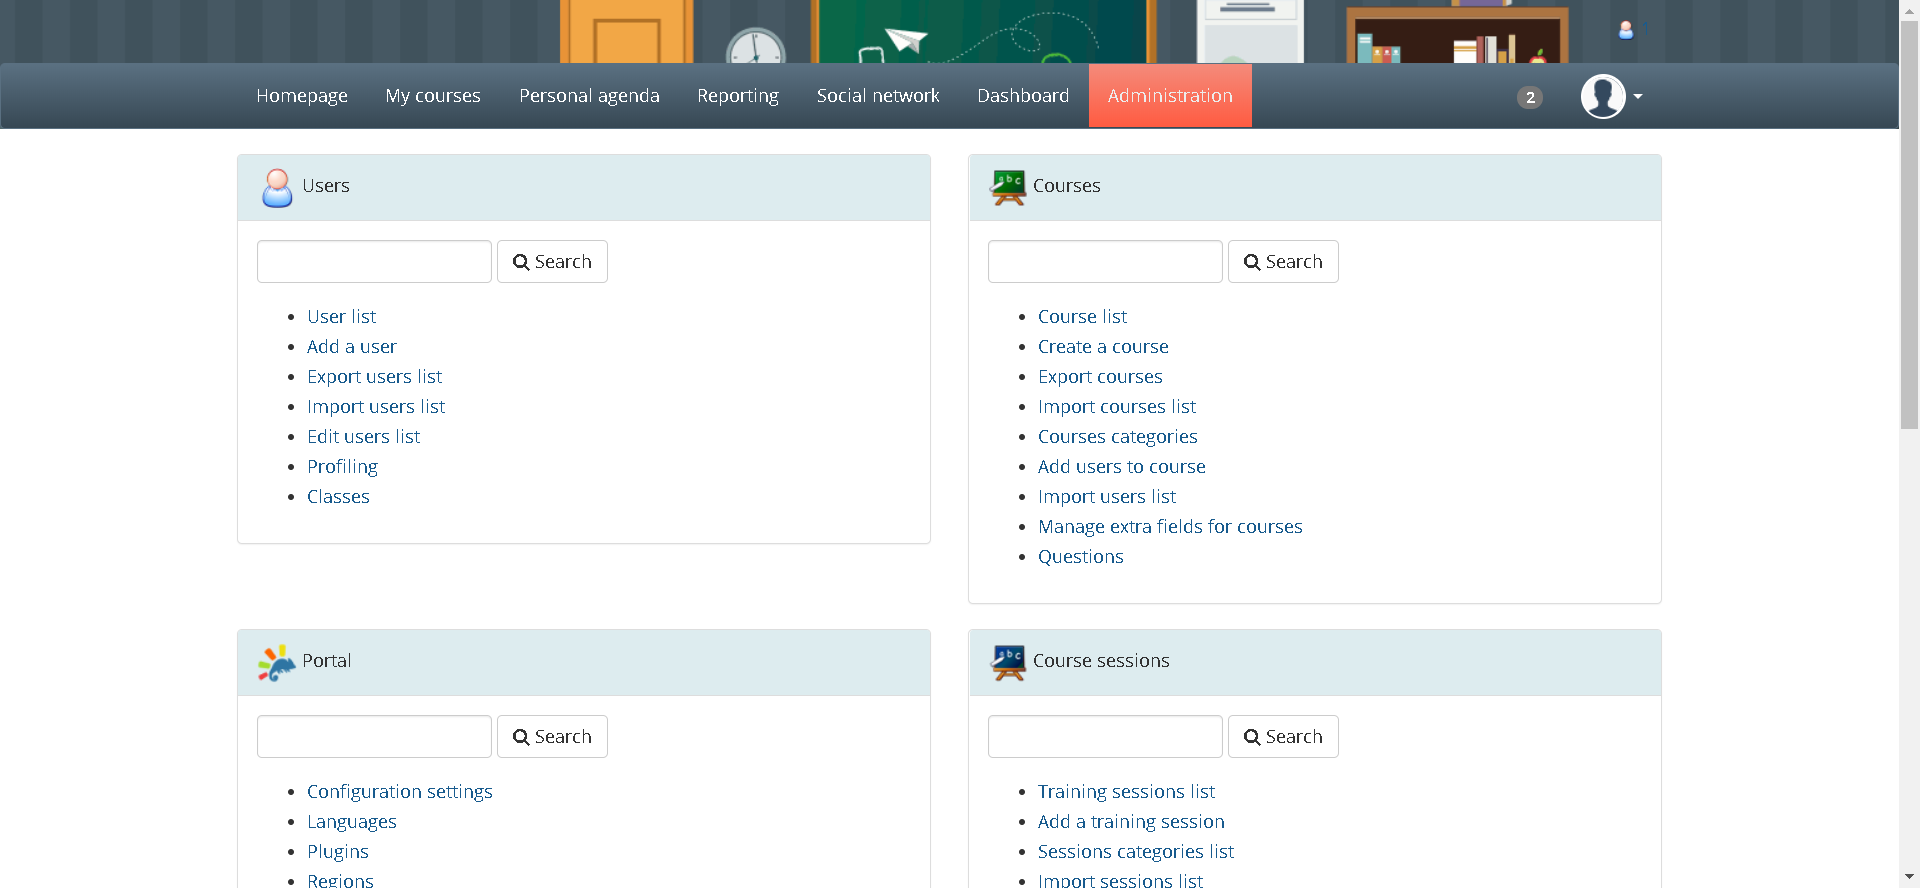 1
Homepage My courses Personal agenda Reporting Social network Dashboard Administration 2
Users
Search
User list
Add a user
Export users list
Import users list
Edit users list
Profiling
Classes
Courses
Search
Course list
Create a course
Export courses
Import courses list
Courses categories
Add users to course
Import users list
Manage extra fields for courses
Questions
Portal
Search
Configuration settings
Languages
Plugins
Regions
Course sessions
Search
Training sessions list
Add a training session
Sessions categories list
Import sessions list